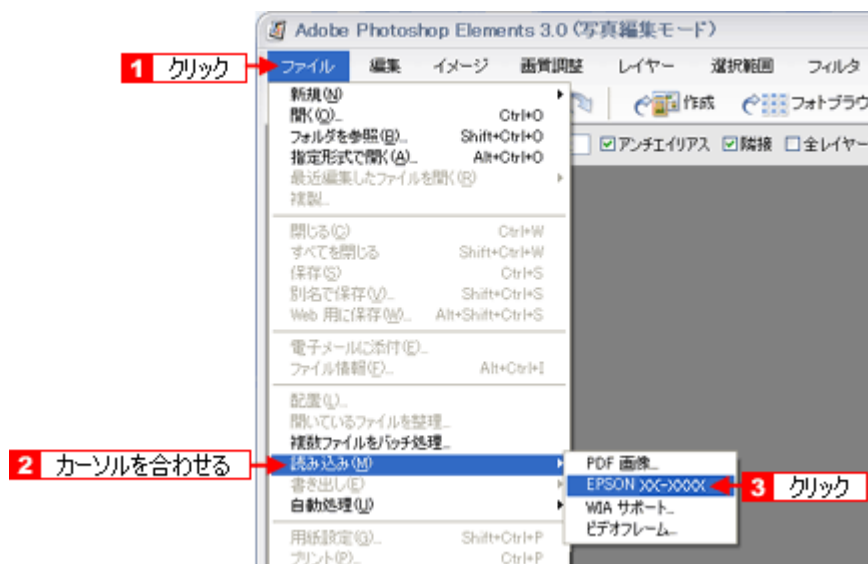 Adobe Photoshop Elements 3.0 (写真編集モード)
1 クリック
ファイル 編集 イメージ 画質調整 レイヤー 選択範囲 フィルタ
作成 フォトブラウ
アンチエイリアス 隣接 全レイヤー
新規(N)
開く(O)... Ctrl+O
フォルダを参照(B)... Shift+Ctrl+O
指定形式で開く(A)... Alt+Ctrl+O
最近編集したファイルを開く(R)
複製...
閉じる(C) Ctrl+W
すべてを閉じる Shift+Ctrl+W
保存(S) Ctrl+S
別名で保存(V)... Shift+Ctrl+S
Web 用に保存(W)... Alt+Shift+Ctrl+S
電子メールに添付(E)...
ファイル情報(F)... Alt+Ctrl+I
配置(L)...
開いているファイルを整理...
複数ファイルをバッチ処理...
2 カーソルを合わせる
読み込み(M)
書き出し(E)
自動処理(U)
用紙設定(G)... Shift+Ctrl+P
プリント(P)... Ctrl+P
PDF 画像...
EPSON XX-XXXX
3 クリック
WIA サポート...
ビデオフレーム...